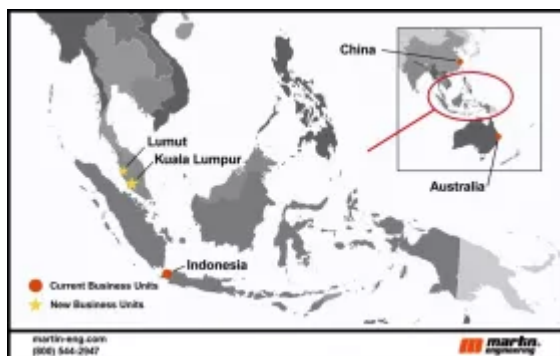 China
Lumut
Kuala Lumpur
Australia
Indonesia
Current Business Units
New Business Units
martin-eng.com
(800) 544-2947
martin
engineering